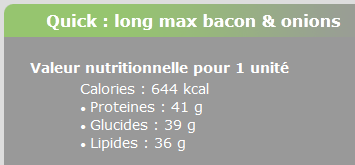 Quick : long max bacon & onions
Valeur nutritionnelle pour 1 unité
Calories : 644 kcal
• Proteines : 41 g
• Glucides : 39 g
• Lipides : 36 g